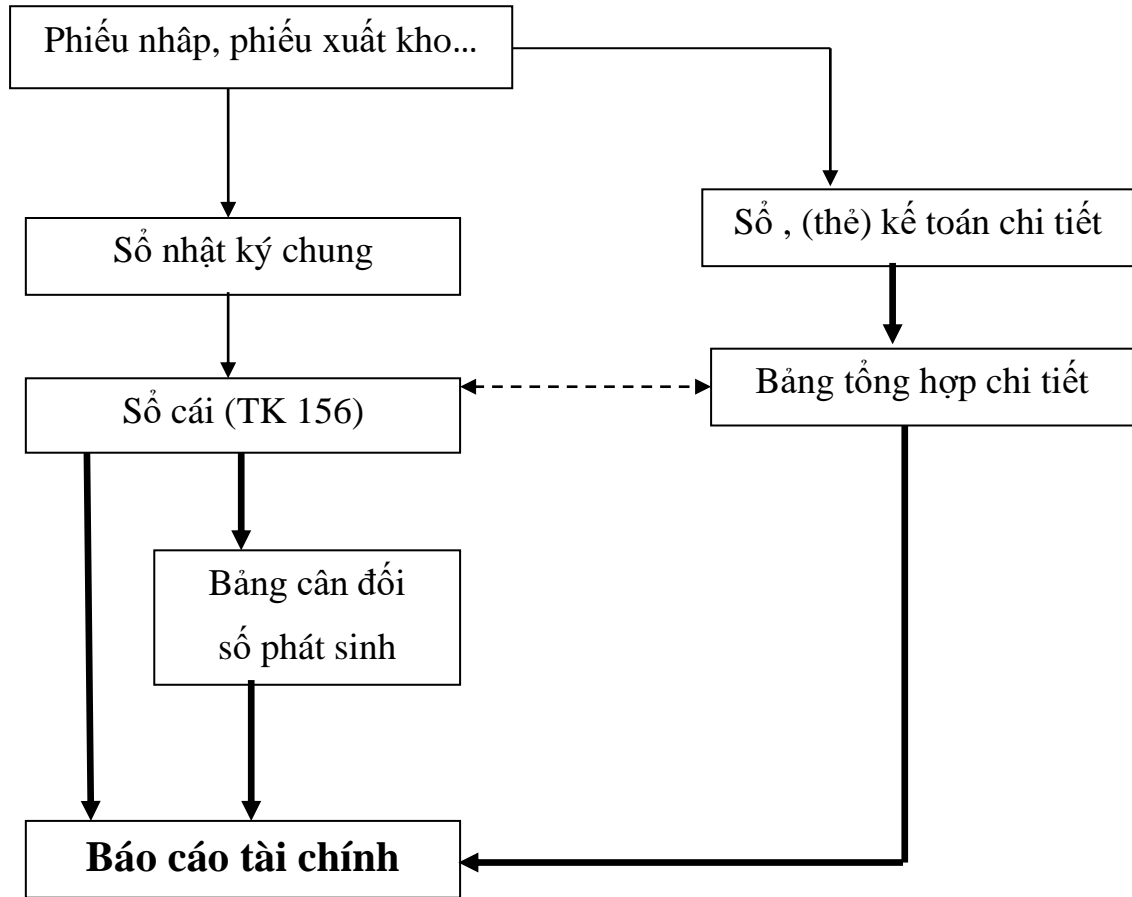 Phiếu nhâp, phiếu xuất kho...
Sổ nhật ký chung
Sổ , (thẻ) kế toán chi tiết
Sổ cái (TK 156)
Bảng tổng hợp chi tiết
Bảng cân đối
số phát sinh
Báo cáo tài chính